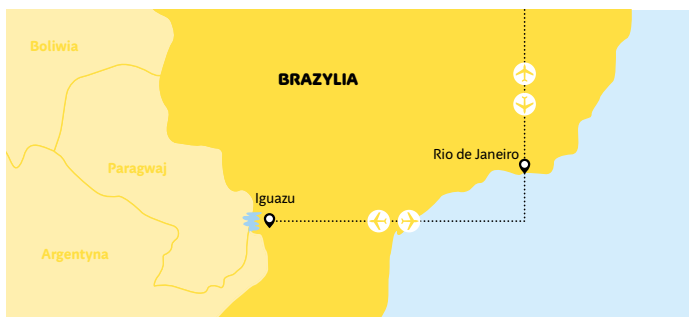 Boliwia
BRAZYLIA
Rio de Janeiro
Paragwaj
Iguazu
Argentyna